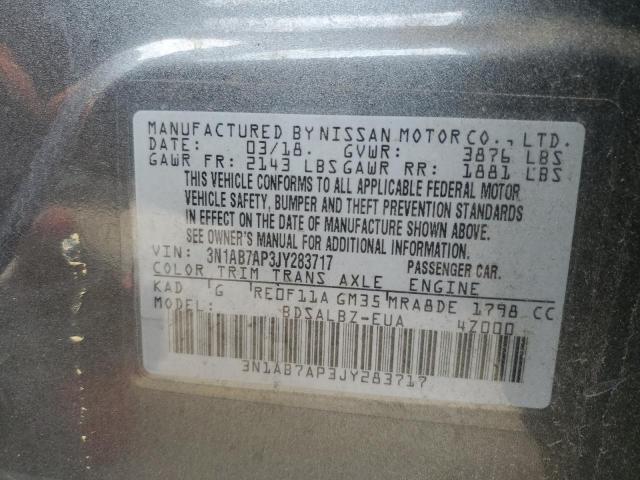 MANUFACTURED BY NISSAN MOTOR CO., LTD.
DATE: 03/18. GVWR: 3876 LBS
GAWR FR: 2143 LBS GAWR RR: 1881 LBS
THIS VEHICLE CONFORMS TO ALL APPLICABLE FEDERAL MOTOR
VEHICLE SAFETY, BUMPER AND THEFT PREVENTION STANDARDS
IN EFFECT ON THE DATE OF MANUFACTURE SHOWN ABOVE.
SEE OWNER'S MANUAL FOR ADDITIONAL INFORMATION.
VIN: 3N1AB7AP3JY283717 PASSENGER CAR.
COLOR TRIM TRANS AXLE ENGINE
KAD G RE0F11A GM35 MRA8DE 1798 CC
MODEL: BDSALBZ-EUA 4Z000
3N1AB7AP3JY283717